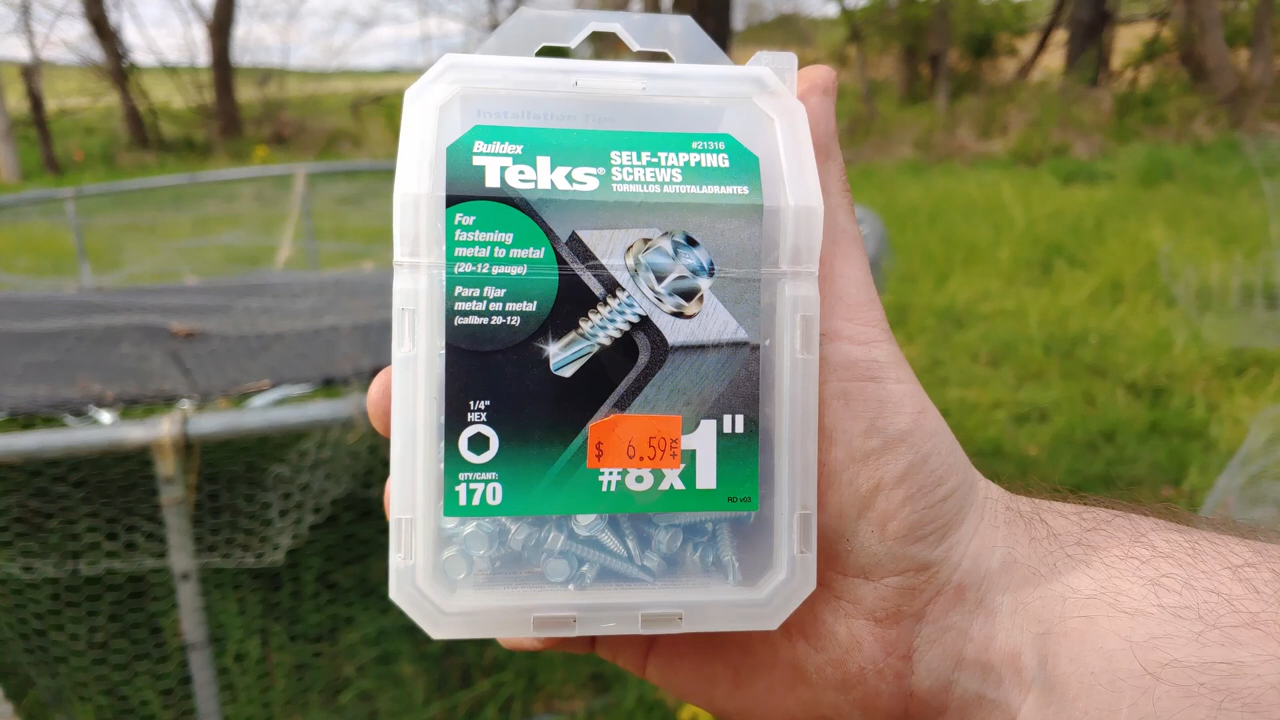 Installation Tips
Buildex
Teks®
#21316
SELF-TAPPING
SCREWS
TORNILLOS AUTOTALADRANTES
For
fastening
metal to metal
(20-12 gauge)
Para fijar
metal en metal
(calibre 20-12)
1/4"
HEX
QTY/CANT:
170
$ 6.59
#8x1"
RD v03